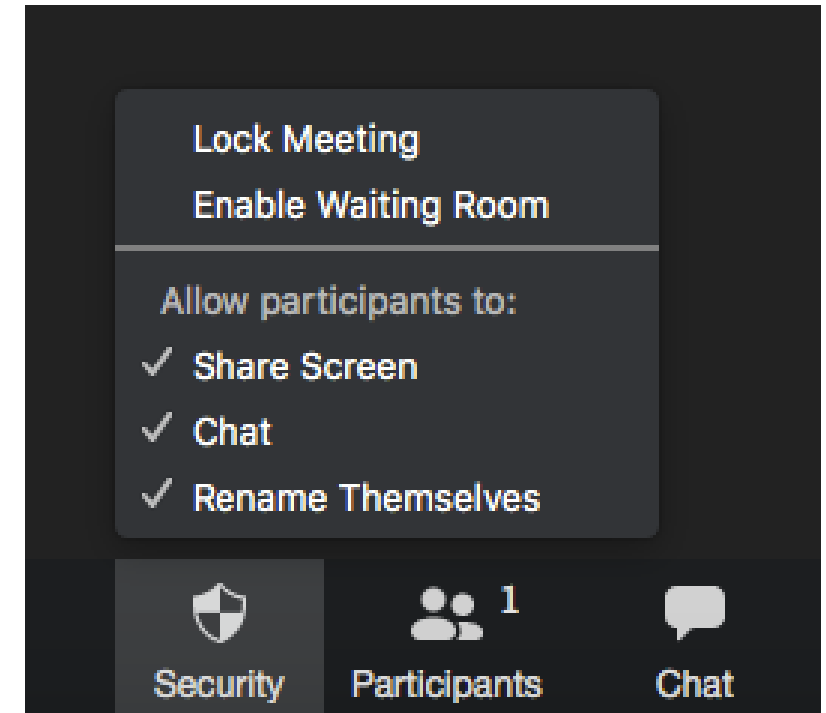 Lock Meeting
Enable Waiting Room
Allow participants to:
Share Screen
Chat
Rename Themselves
1
Security Participants Chat